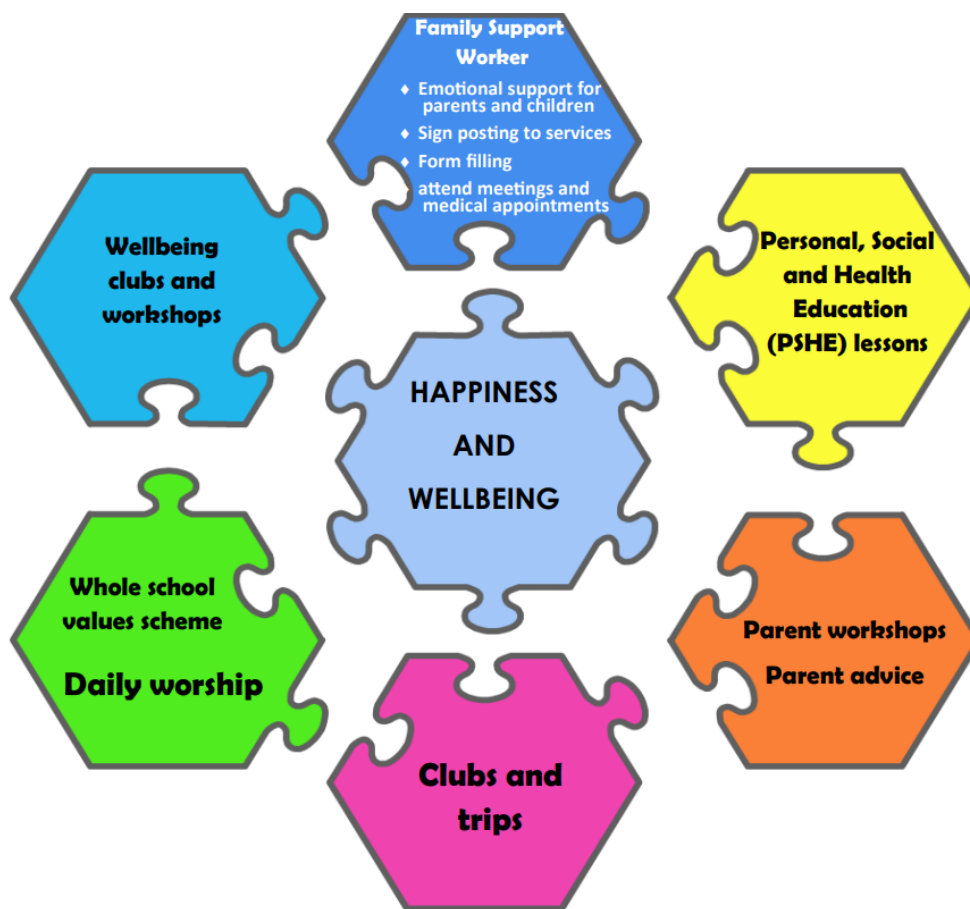 Family Support
Worker
♦ Emotional support for
parents and children
♦ Sign posting to services
♦ Form filling
attend meetings and
medical appointments
Wellbeing
clubs and
workshops
Personal, Social
and Health
Education
(PSHE) lessons
HAPPINESS
AND
WELLBEING
Whole school
values scheme
Daily worship
Parent workshops
Parent advice
Clubs and
trips